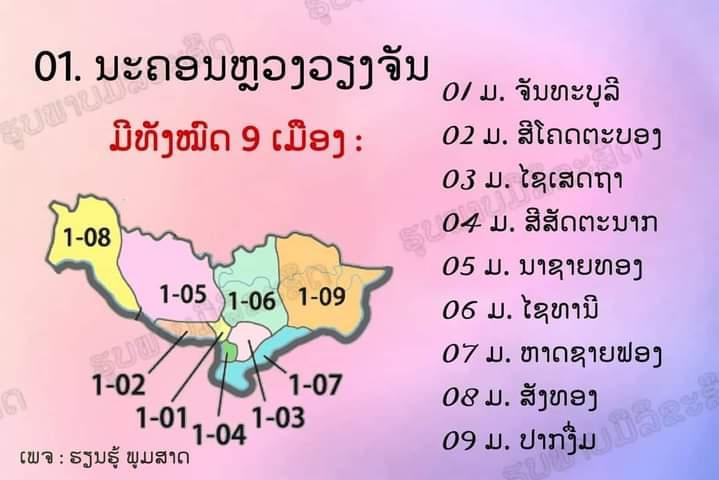 01. ນະຄອນຫຼວງວຽງຈັນ
ມີທັງໝົດ 9 ເມືອງ :
01 ມ. ຈັນທະບູລີ
02 ມ. ສີໂຄດຕະບອງ
03 ມ. ໄຊເສດຖາ
04 ມ. ສີສັດຕະນາກ
05 ມ. ນາຊາຍທອງ
06 ມ. ໄຊທານີ
07 ມ. ຫາດຊາຍຟອງ
08 ມ. ສັງທອງ
09 ມ. ປາກງື່ມ
1-08
1-05
1-06
1-09
1-02
1-01
1-04
1-03
1-07
ເພຈ : ຮຽນຮູ້ ພູມສາດ